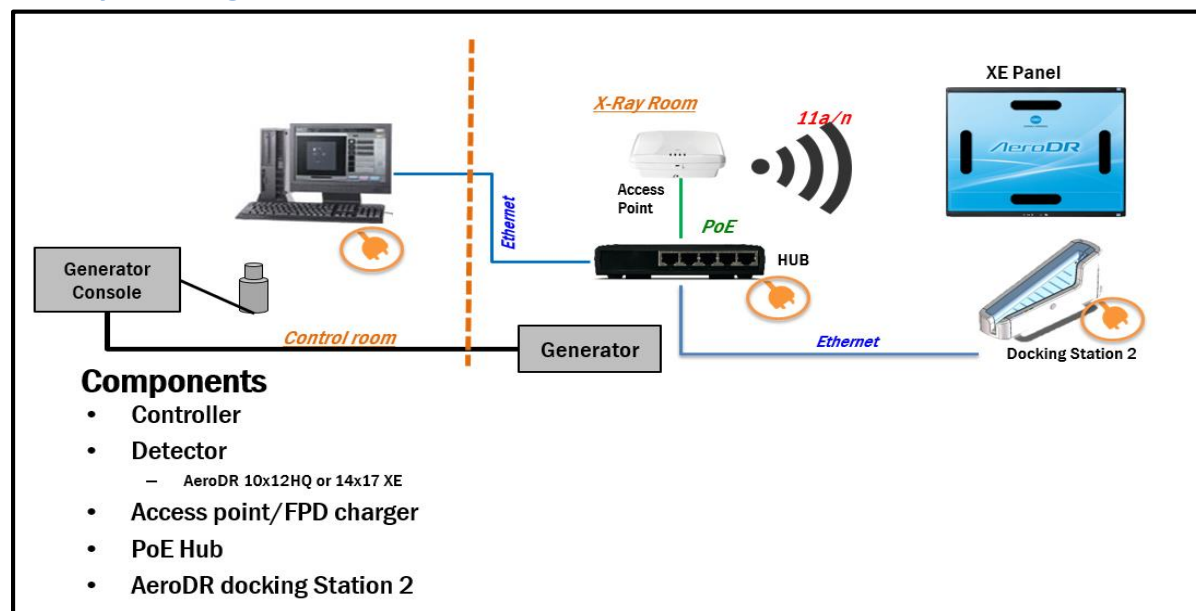 XE Panel
X-Ray Room
11a/n
AeroDR
Access
Point
PoE
Ethernet
HUB
Generator
Console
Control room
Generator
Ethernet
Docking Station 2
Components
• Controller
• Detector
– AeroDR 10x12HQ or 14x17 XE
• Access point/FPD charger
• PoE Hub
• AeroDR docking Station 2